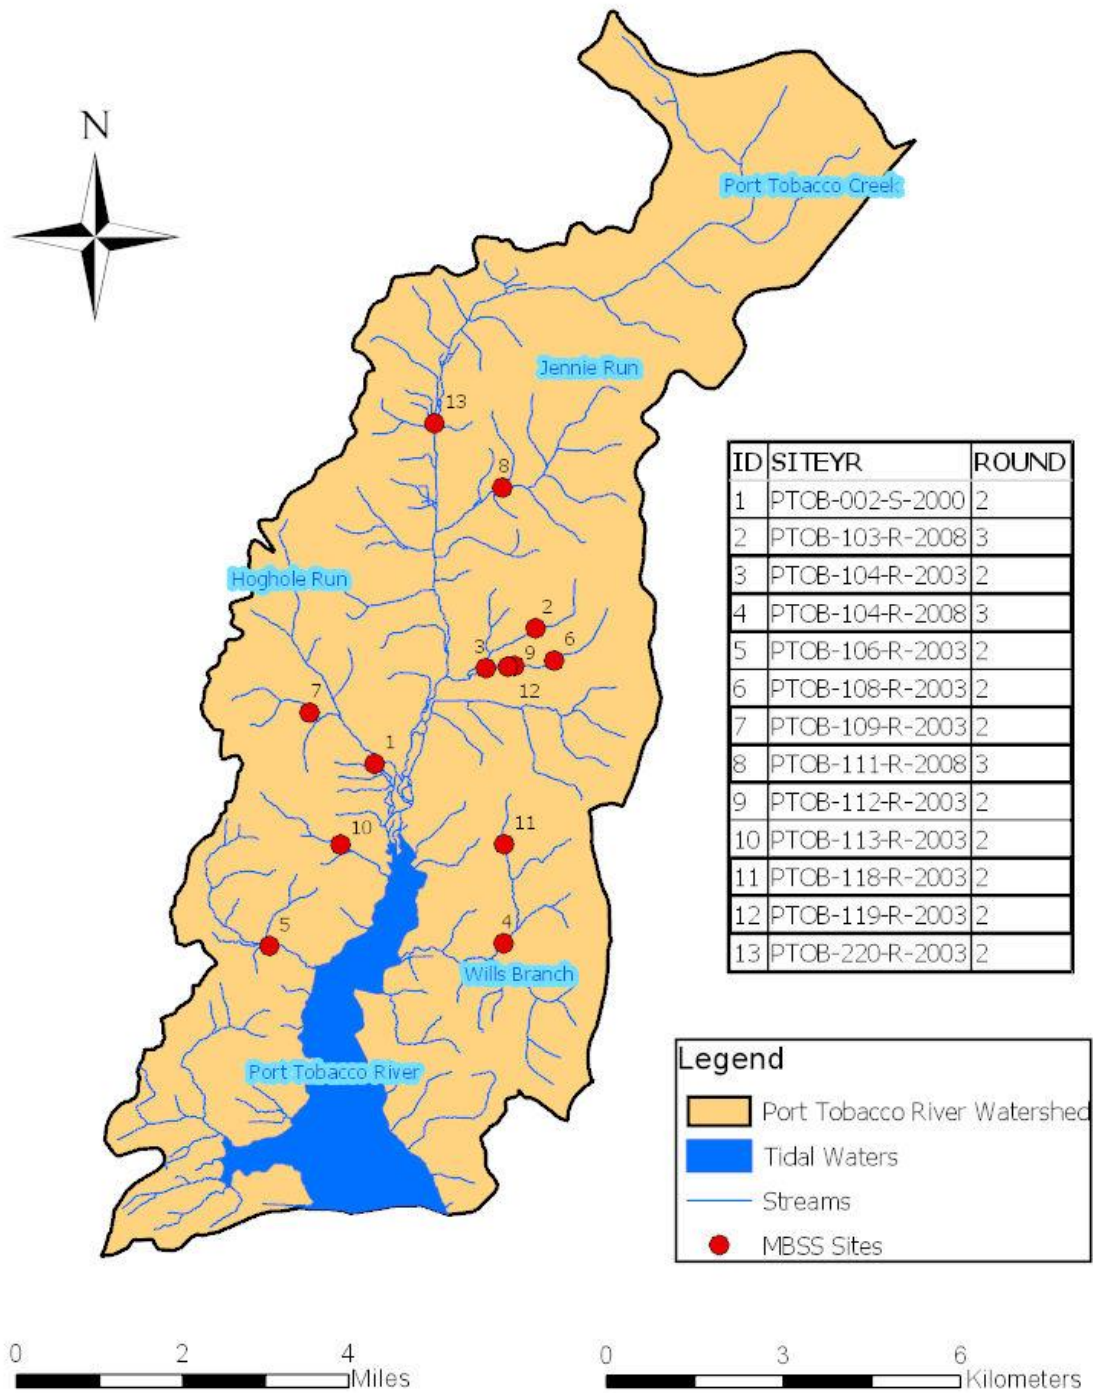 N
Port Tobacco Creek
Jennie Run
13
8
Hoghole Run
2
3
9
6
12
7
1
10
11
5
4
Wills Branch
Port Tobacco River
ID SITEYR ROUND
1 PTOB-002-S-2000 2
2 PTOB-103-R-2008 3
3 PTOB-104-R-2003 2
4 PTOB-104-R-2008 3
5 PTOB-106-R-2003 2
6 PTOB-108-R-2003 2
7 PTOB-109-R-2003 2
8 PTOB-111-R-2008 3
9 PTOB-112-R-2003 2
10 PTOB-113-R-2003 2
11 PTOB-118-R-2003 2
12 PTOB-119-R-2003 2
13 PTOB-220-R-2003 2
Legend
Port Tobacco River Watershed
Tidal Waters
Streams
MBSS Sites
0 2 4
Miles
0 3 6
Kilometers